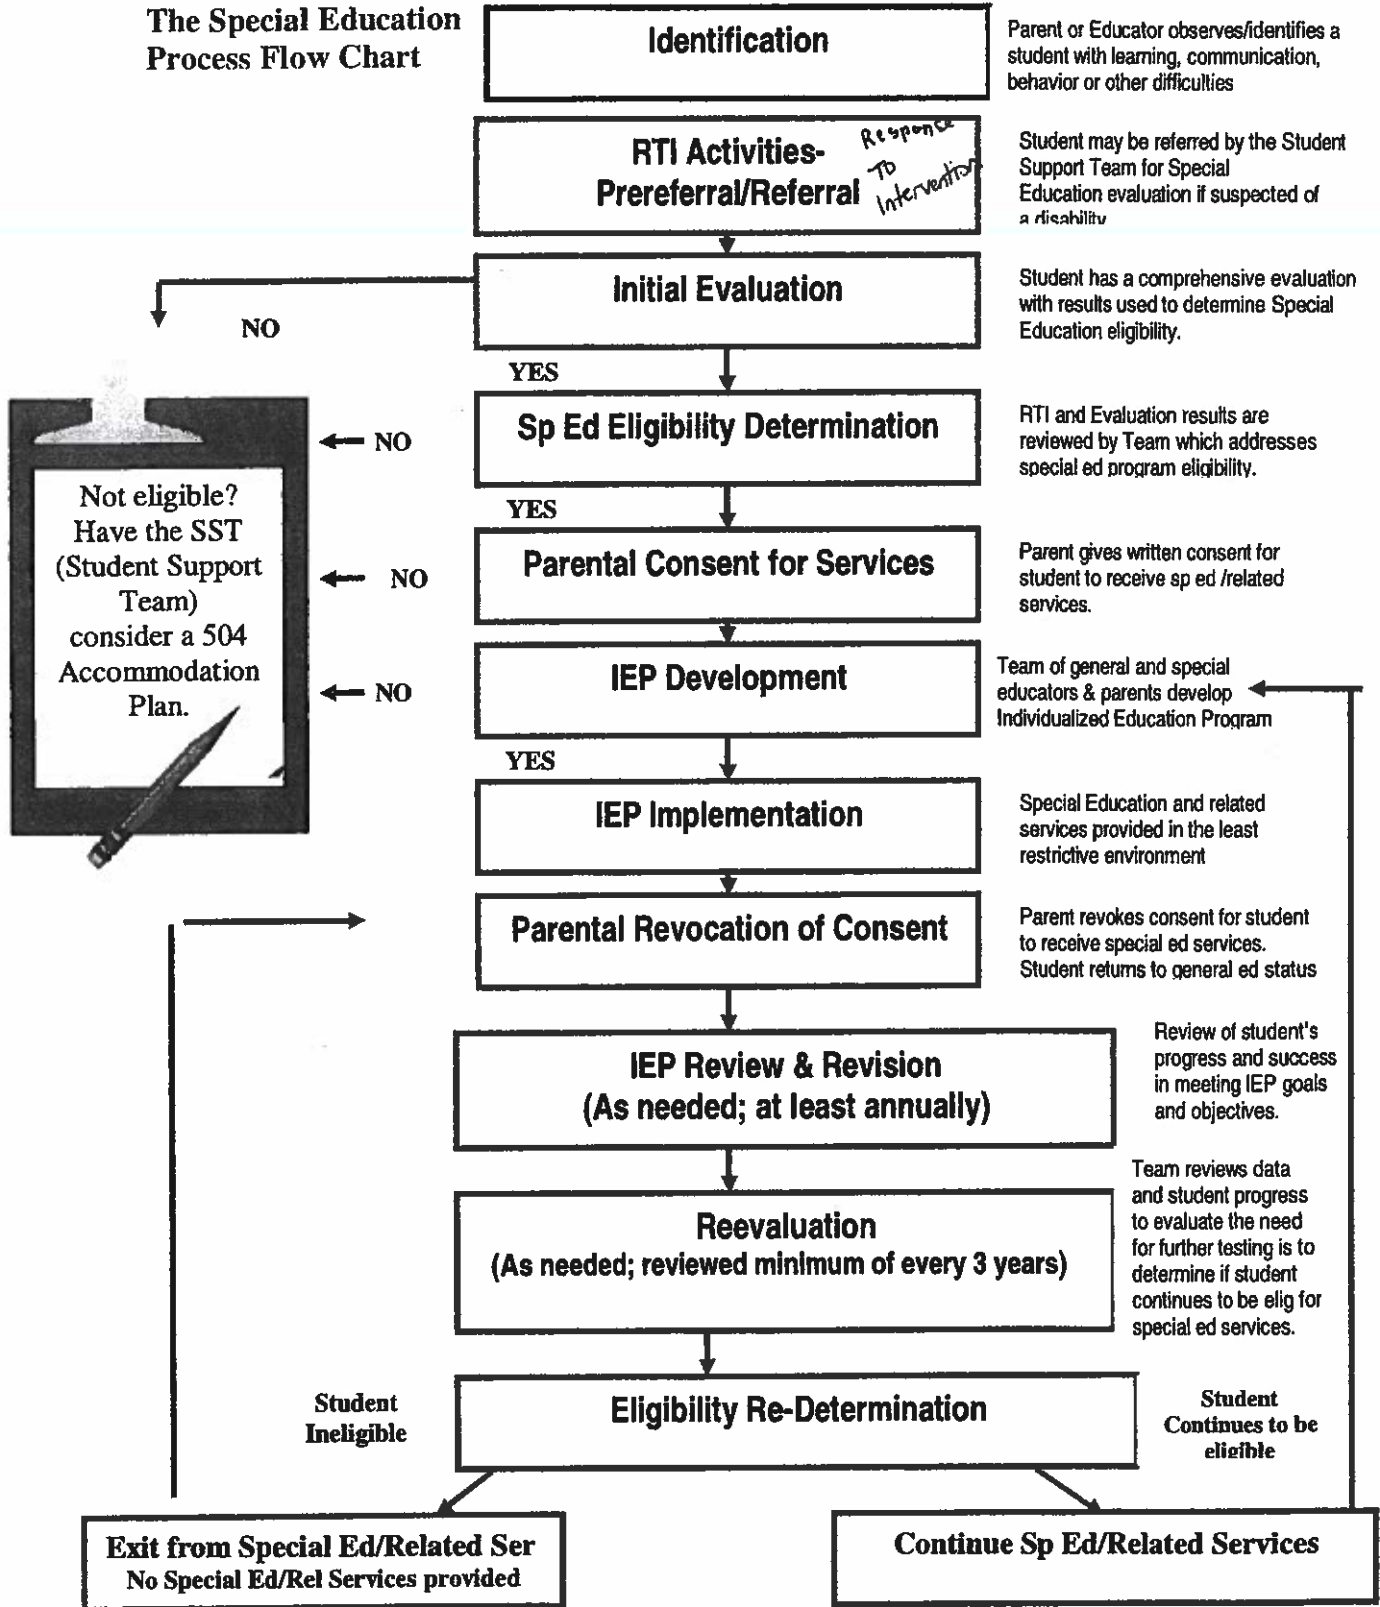 The Special Education
Process Flow Chart
Identification
Parent or Educator observes/identifies a
student with learning, communication,
behavior or other difficulties
RTI Activities-
Prereferral/Referral
Response
To
Intervention
Student may be referred by the Student
Support Team for Special
Education evaluation if suspected of
a disability
Initial Evaluation
Student has a comprehensive evaluation
with results used to determine Special
Education eligibility.
NO
YES
Sp Ed Eligibility Determination
RTI and Evaluation results are
reviewed by Team which addresses
special ed program eligibility.
NO
YES
Parental Consent for Services
Parent gives written consent for
student to receive sp ed /related
services.
NO
Not eligible?
Have the SST
(Student Support
Team)
consider a 504
Accommodation
Plan.
IEP Development
Team of general and special
educators & parents develop
Individualized Education Program
NO
YES
IEP Implementation
Special Education and related
services provided in the least
restrictive environment
Parental Revocation of Consent
Parent revokes consent for student
to receive special ed services.
Student returns to general ed status
IEP Review & Revision
(As needed; at least annually)
Review of student's
progress and success
in meeting IEP goals
and objectives.
Reevaluation
(As needed; reviewed minimum of every 3 years)
Team reviews data
and student progress
to evaluate the need
for further testing is to
determine if student
continues to be elig for
special ed services.
Eligibility Re-Determination
Student
Ineligible
Student
Continues to be
eligible
Exit from Special Ed/Related Ser
No Special Ed/Rel Services provided
Continue Sp Ed/Related Services